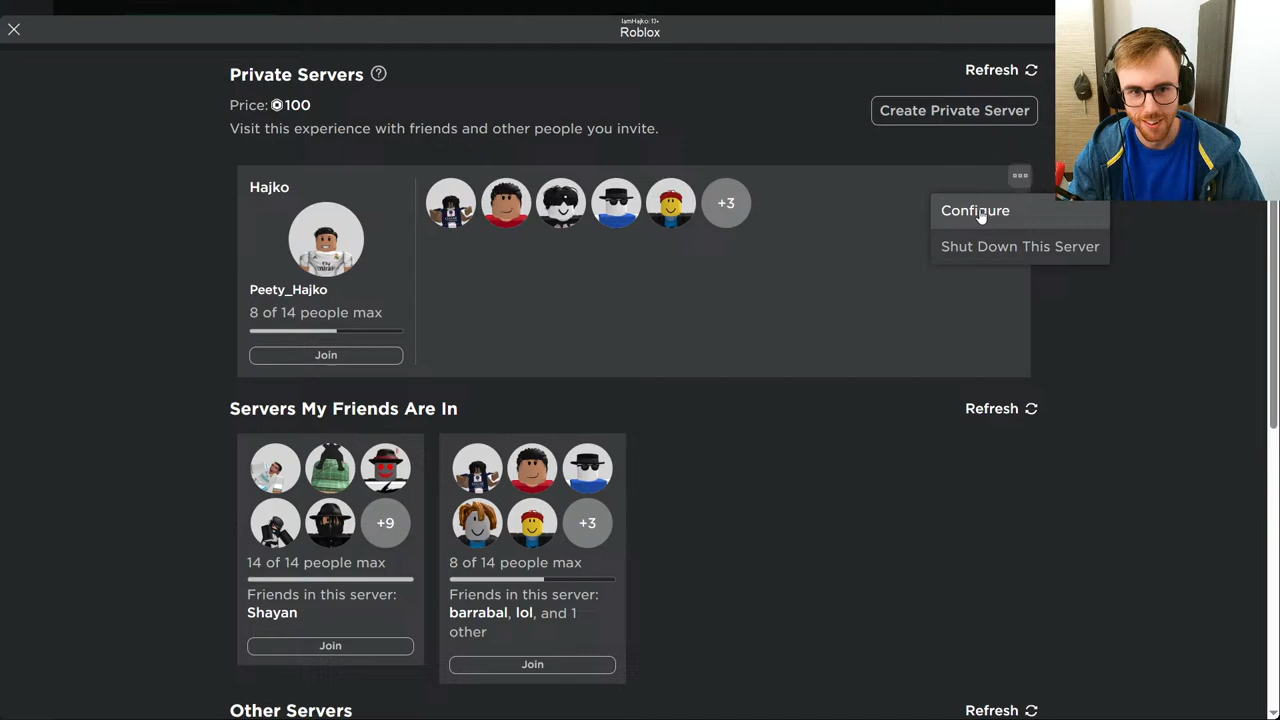 IamHajko: 13+
Roblox
Private Servers
Refresh
Price: 100
Create Private Server
Visit this experience with friends and other people you invite.
Hajko
+3
Configure
Shut Down This Server
Peety_Hajko
8 of 14 people max
Join
Servers My Friends Are In
Refresh
+9
14 of 14 people max
Friends in this server:
Shayan
Join
+3
8 of 14 people max
Friends in this server:
barrabal, lol, and 1
other
Join
Other Servers
Refresh